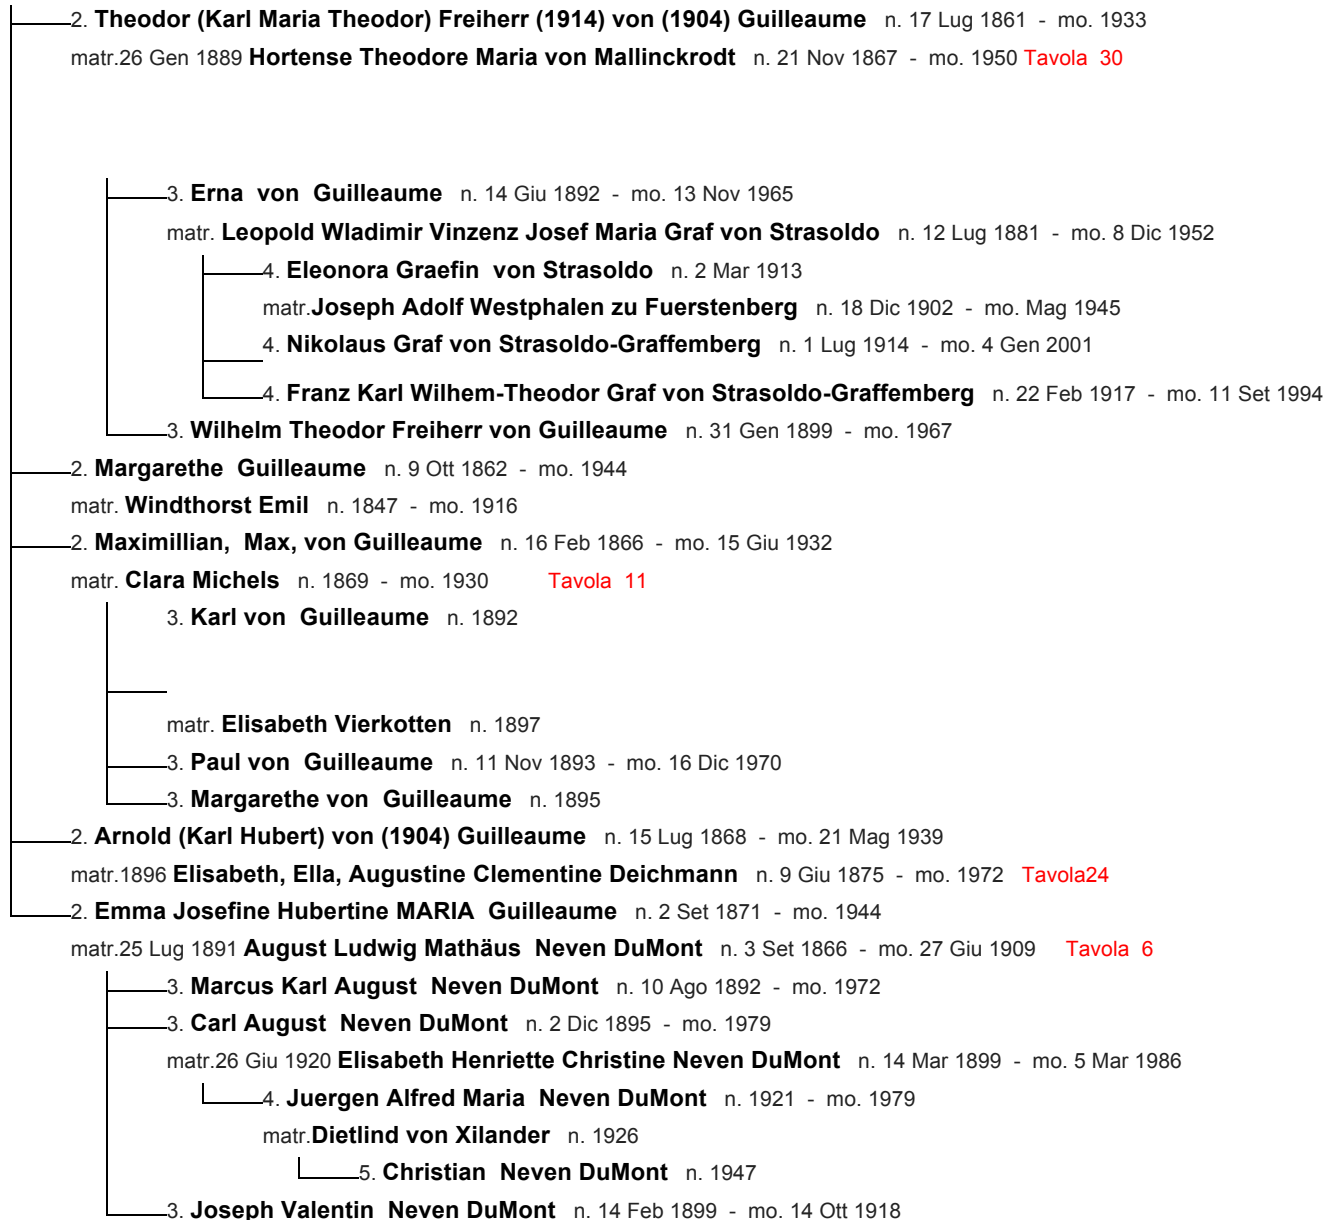 2. Theodor (Karl Maria Theodor) Freiherr (1914) von (1904) Guilleaume n. 17 Lug 1861 - mo. 1933
matr.26 Gen 1889 Hortense Theodore Maria von Mallinckrodt n. 21 Nov 1867 - mo. 1950 Tavola 30
3. Erna von Guilleaume n. 14 Giu 1892 - mo. 13 Nov 1965
matr. Leopold Wladimir Vinzenz Josef Maria Graf von Strasoldo n. 12 Lug 1881 - mo. 8 Dic 1952
4. Eleonora Graefin von Strasoldo n. 2 Mar 1913
matr.Joseph Adolf Westphalen zu Fuerstenberg n. 18 Dic 1902 - mo. Mag 1945
4. Nikolaus Graf von Strasoldo-Graffemberg n. 1 Lug 1914 - mo. 4 Gen 2001
4. Franz Karl Wilhem-Theodor Graf von Strasoldo-Graffemberg n. 22 Feb 1917 - mo. 11 Set 1994
3. Wilhelm Theodor Freiherr von Guilleaume n. 31 Gen 1899 - mo. 1967
2. Margarethe Guilleaume n. 9 Ott 1862 - mo. 1944
matr. Windthorst Emil n. 1847 - mo. 1916
2. Maximillian, Max, von Guilleaume n. 16 Feb 1866 - mo. 15 Giu 1932
matr. Clara Michels n. 1869 - mo. 1930 Tavola 11
3. Karl von Guilleaume n. 1892
matr. Elisabeth Vierkotten n. 1897
3. Paul von Guilleaume n. 11 Nov 1893 - mo. 16 Dic 1970
3. Margarethe von Guilleaume n. 1895
2. Arnold (Karl Hubert) von (1904) Guilleaume n. 15 Lug 1868 - mo. 21 Mag 1939
matr.1896 Elisabeth, Ella, Augustine Clementine Deichmann n. 9 Giu 1875 - mo. 1972 Tavola24
2. Emma Josefine Hubertine MARIA Guilleaume n. 2 Set 1871 - mo. 1944
matr.25 Lug 1891 August Ludwig Mathäus Neven DuMont n. 3 Set 1866 - mo. 27 Giu 1909 Tavola 6
3. Marcus Karl August Neven DuMont n. 10 Ago 1892 - mo. 1972
3. Carl August Neven DuMont n. 2 Dic 1895 - mo. 1979
matr.26 Giu 1920 Elisabeth Henriette Christine Neven DuMont n. 14 Mar 1899 - mo. 5 Mar 1986
4. Juergen Alfred Maria Neven DuMont n. 1921 - mo. 1979
matr.Dietlind von Xilander n. 1926
5. Christian Neven DuMont n. 1947
3. Joseph Valentin Neven DuMont n. 14 Feb 1899 - mo. 14 Ott 1918